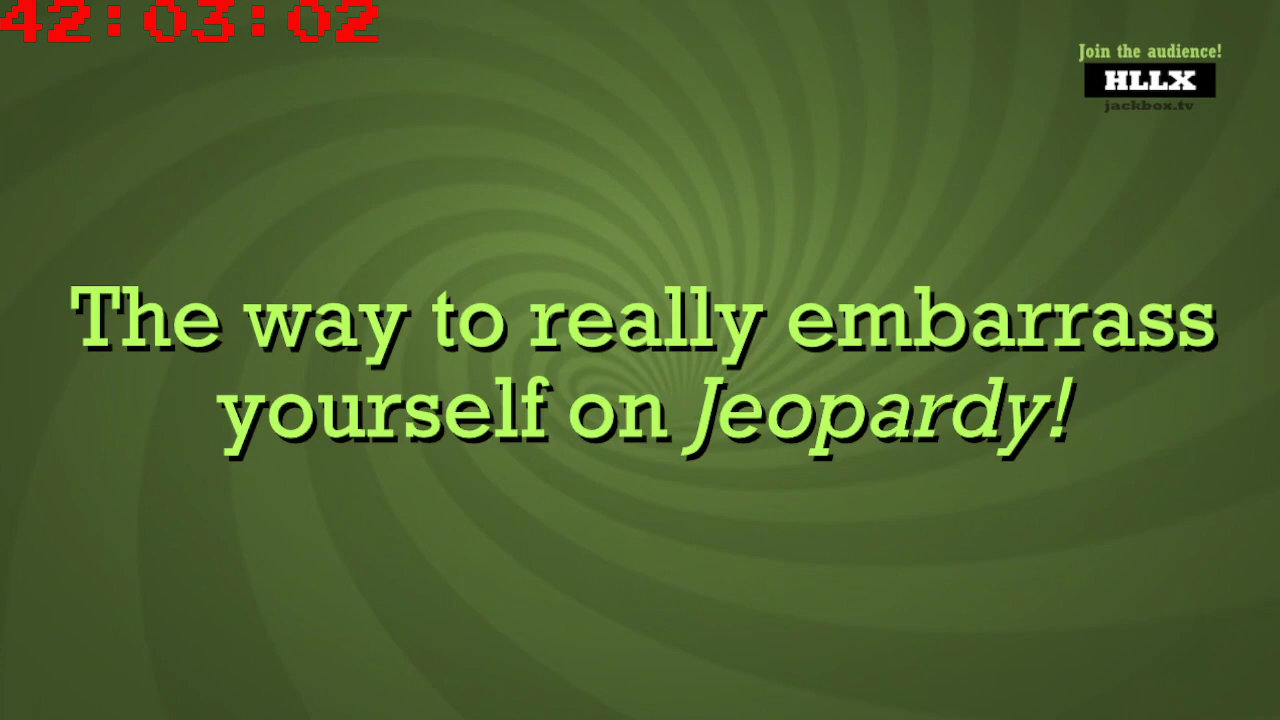 42:03:02
Join the audience!
HLLX
jackbox.tv
The way to really embarrass
yourself on Jeopardy!